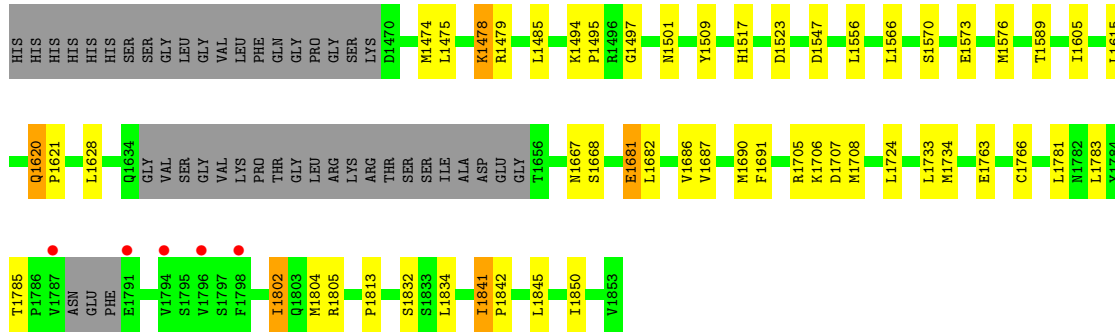 HIS HIS HIS HIS HIS HIS SER SER GLY LEU GLY VAL LEU PHE GLN GLY PRO GLY SER LYS D1470 M1474 L1475 K1478 R1479 L1485 K1494 P1495 R1496 G1497 N1501 Y1509 H1517 D1523 D1547 L1556 L1566 S1570 E1573 M1576 T1589 I1605 L1615
Q1620 P1621 L1628 Q1634 GLY VAL SER GLY VAL LYS PRO THR GLY LEU ARG LYS ARG THR SER SER ILE ALA ASP GLU GLY T1656 N1667 S1668 E1681 L1682 V1686 V1687 M1690 F1691 R1705 K1706 D1707 M1708 L1724 L1733 M1734 E1763 C1766 L1781 N1782 L1783 Y1784
T1785 P1786 V1787 ASN GLU PHE E1791 V1794 S1795 V1796 S1797 F1798 I1802 Q1803 M1804 R1805 P1813 S1832 S1833 L1834 I1841 P1842 L1845 I1850 V1853